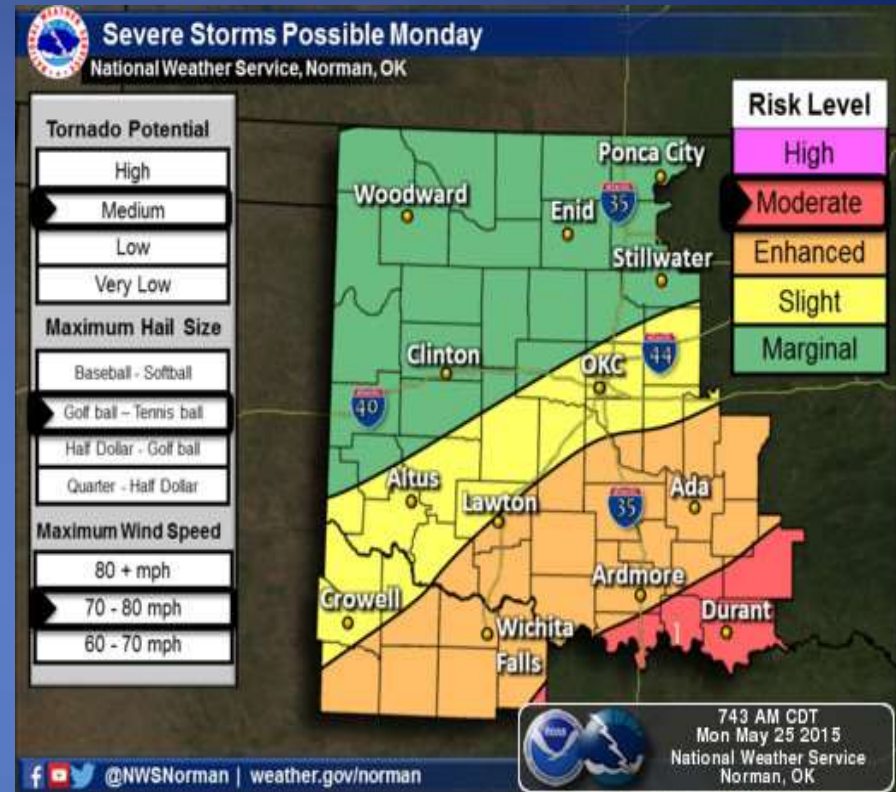 Severe Storms Possible Monday
National Weather Service, Norman, OK
Tornado Potential
High
Medium
Low
Very Low
Maximum Hail Size
Baseball - Softball
Golf ball – Tennis ball
Half Dollar - Golf ball
Quarter - Half Dollar
Maximum Wind Speed
80 + mph
70 - 80 mph
60 - 70 mph
Risk Level
High
Moderate
Enhanced
Slight
Marginal
Ponca City
Woodward
Enid
35
Stillwater
Clinton
OKC
44
40
Altus
Lawton
35
Ada
Ardmore
Crowell
Durant
Wichita
Falls
1
743 AM CDT
Mon May 25 2015
National Weather Service
Norman, OK
@NWSNorman | weather.gov/norman